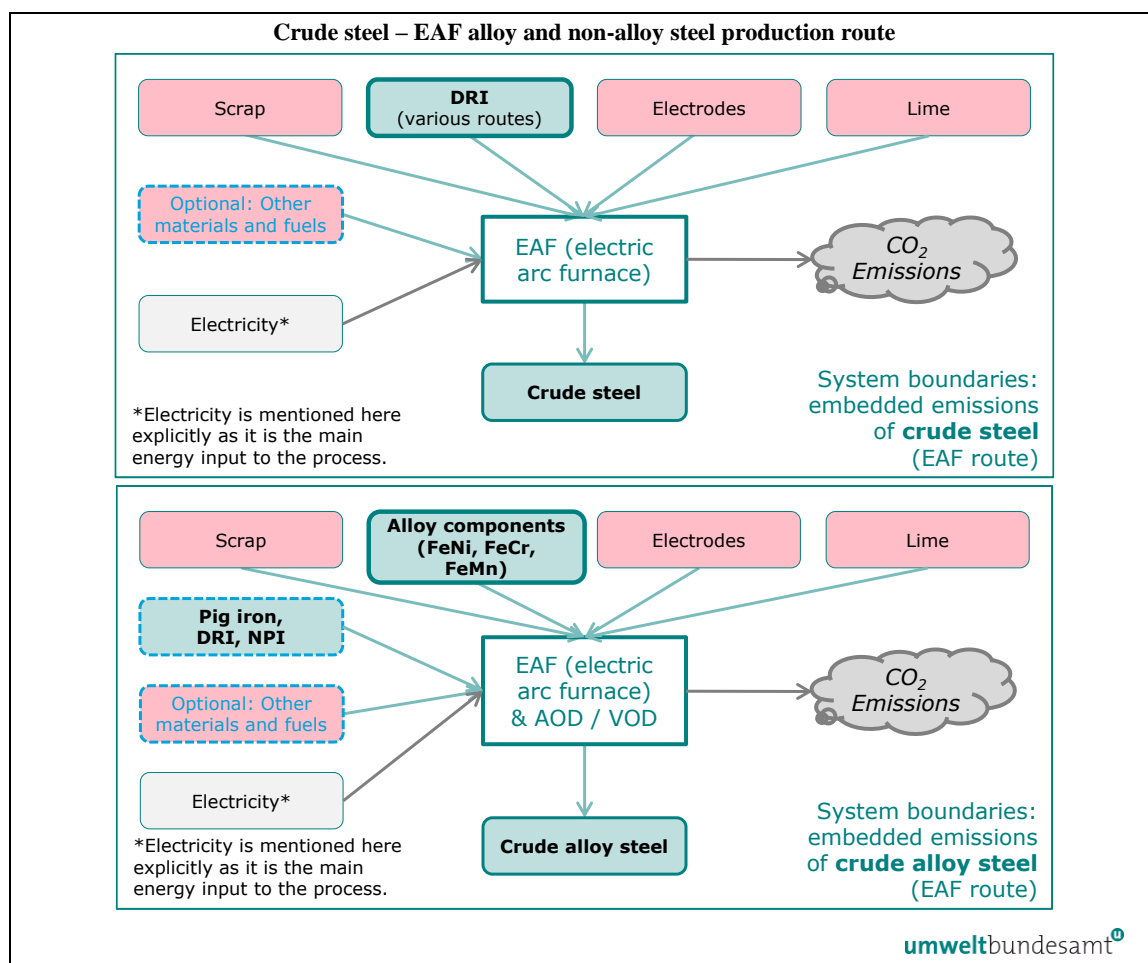 Crude steel – EAF alloy and non-alloy steel production route
Scrap
DRI
(various routes)
Electrodes
Lime
Optional: Other
materials and fuels
EAF (electric
arc furnace)
CO2
Emissions
Electricity*
Crude steel
*Electricity is mentioned here
explicitly as it is the main
energy input to the process.
System boundaries:
embedded emissions
of crude steel
(EAF route)
Scrap
Alloy components
(FeNi, FeCr,
FeMn)
Electrodes
Lime
Pig iron,
DRI, NPI
EAF (electric
arc furnace)
& AOD / VOD
CO2
Emissions
Optional: Other
materials and fuels
Electricity*
Crude alloy steel
*Electricity is mentioned here
explicitly as it is the main
energy input to the process.
System boundaries:
embedded emissions
of crude alloy steel
(EAF route)
umweltbundesamt u